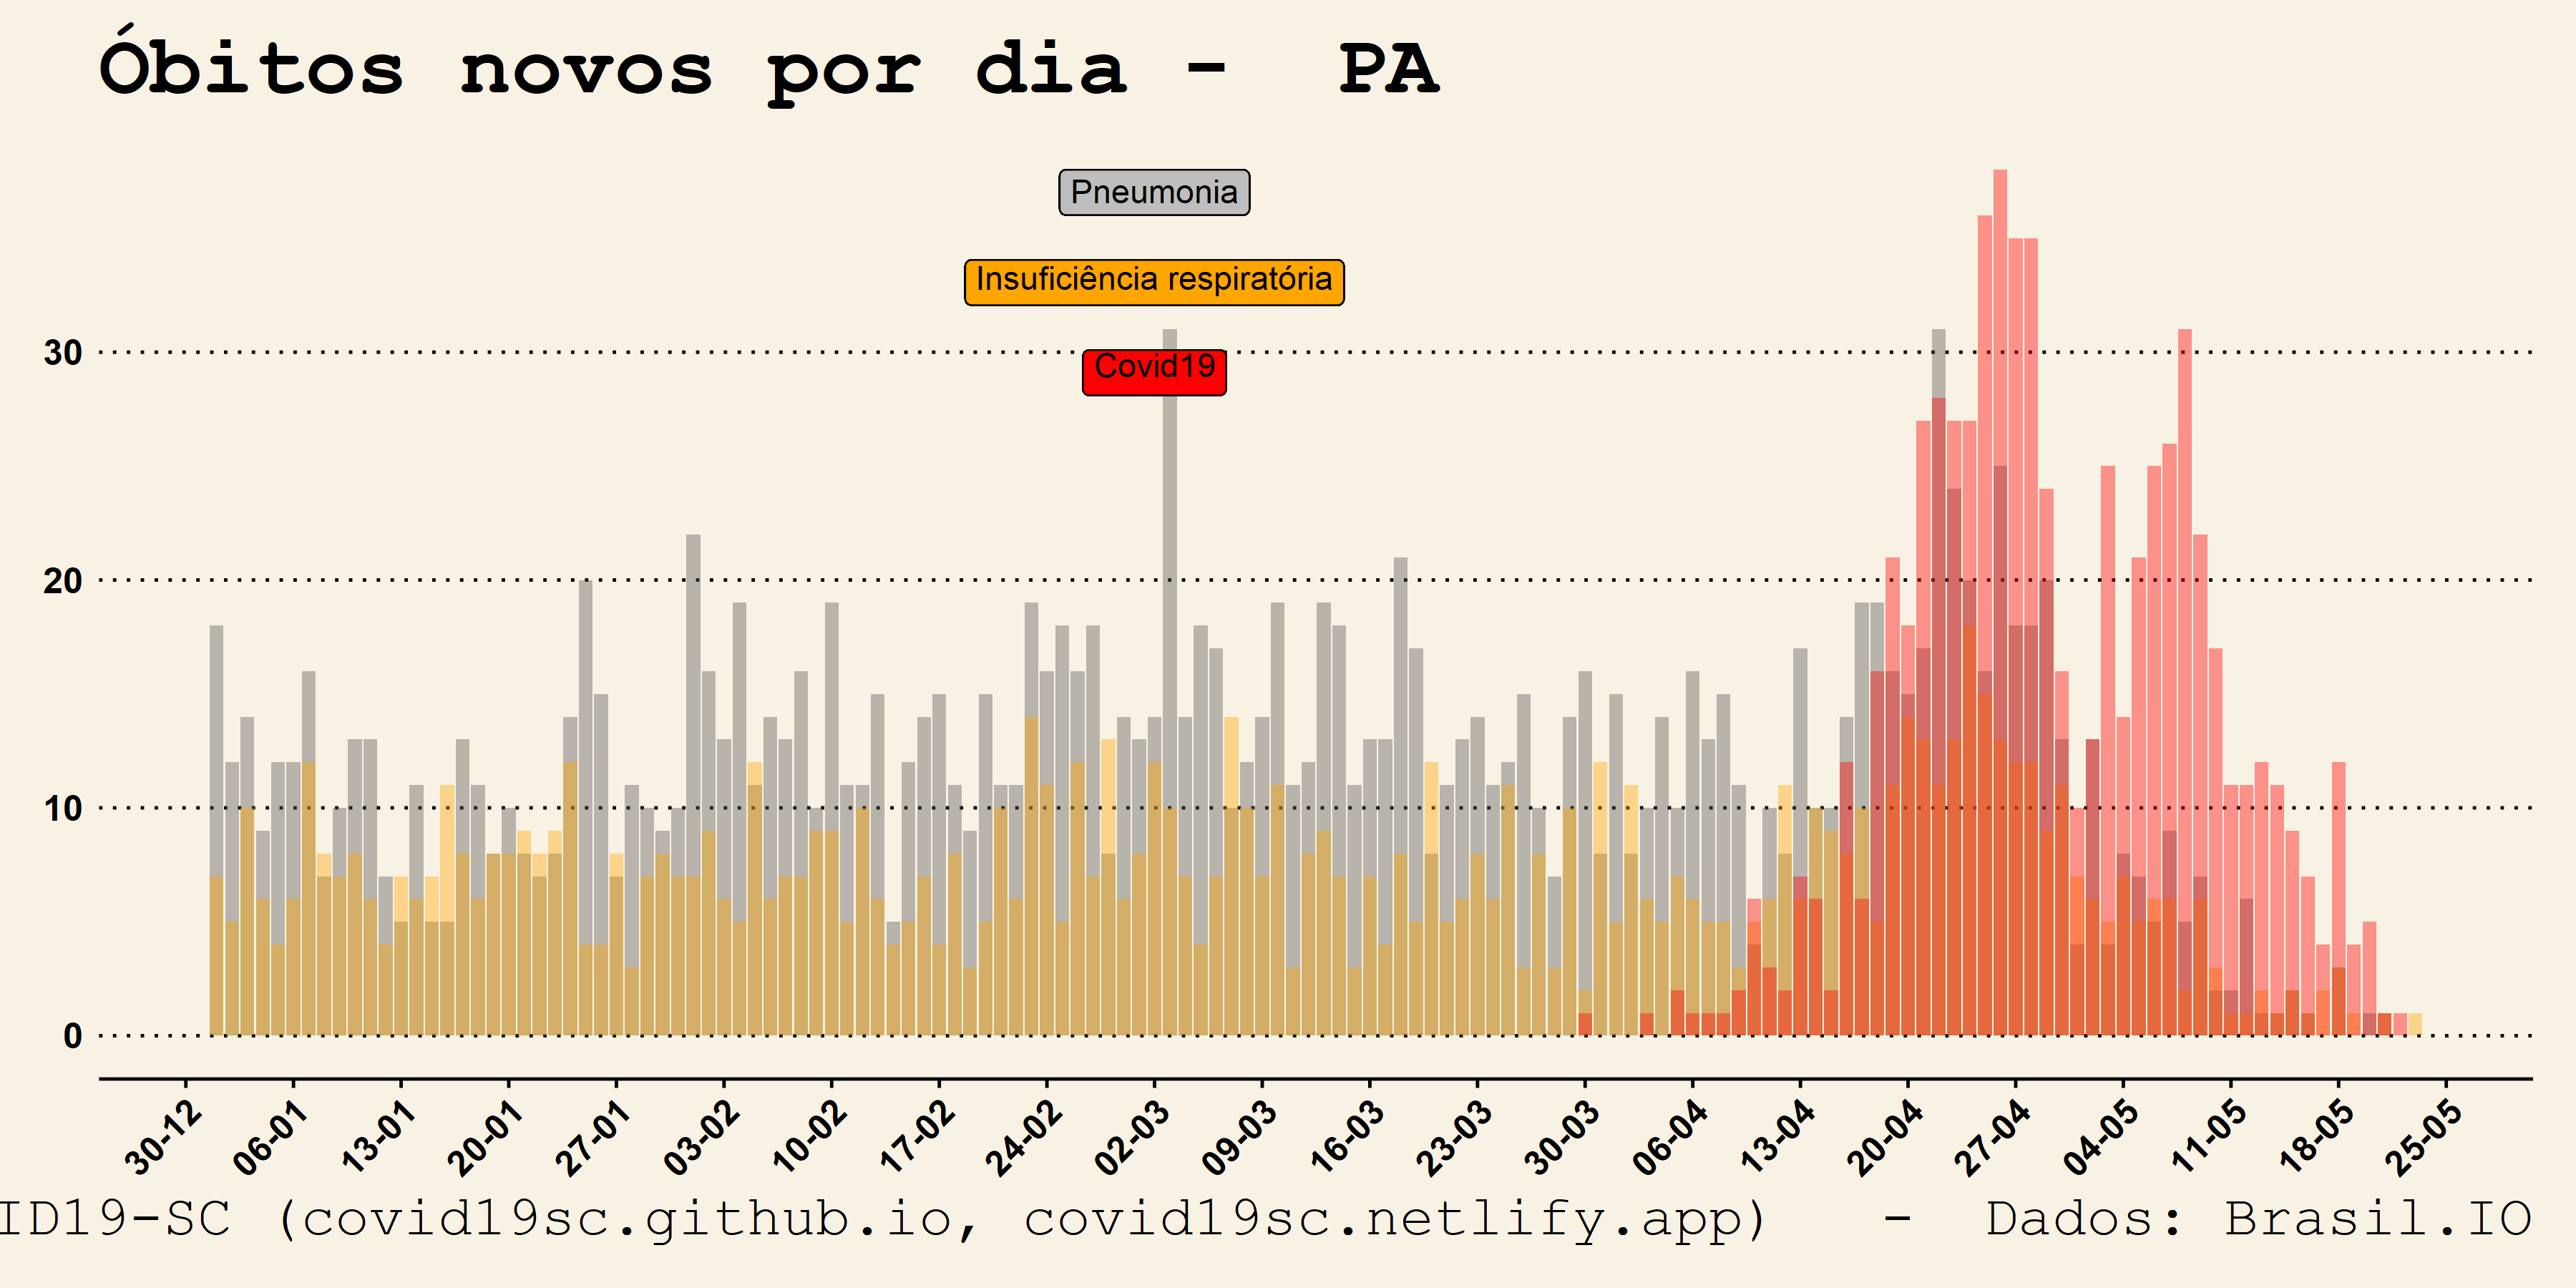 Óbitos novos por dia - PA
Pneumonia
Insuficiência respiratória
Covid19
30
20
10
0
30-12 06-01 13-01 20-01 27-01 03-02 10-02 17-02 24-02 02-03 09-03 16-03 23-03 30-03 06-04 13-04 20-04 27-04 04-05 11-05 18-05 25-05
ID19-SC (covid19sc.github.io, covid19sc.netlify.app) - Dados: Brasil.IO